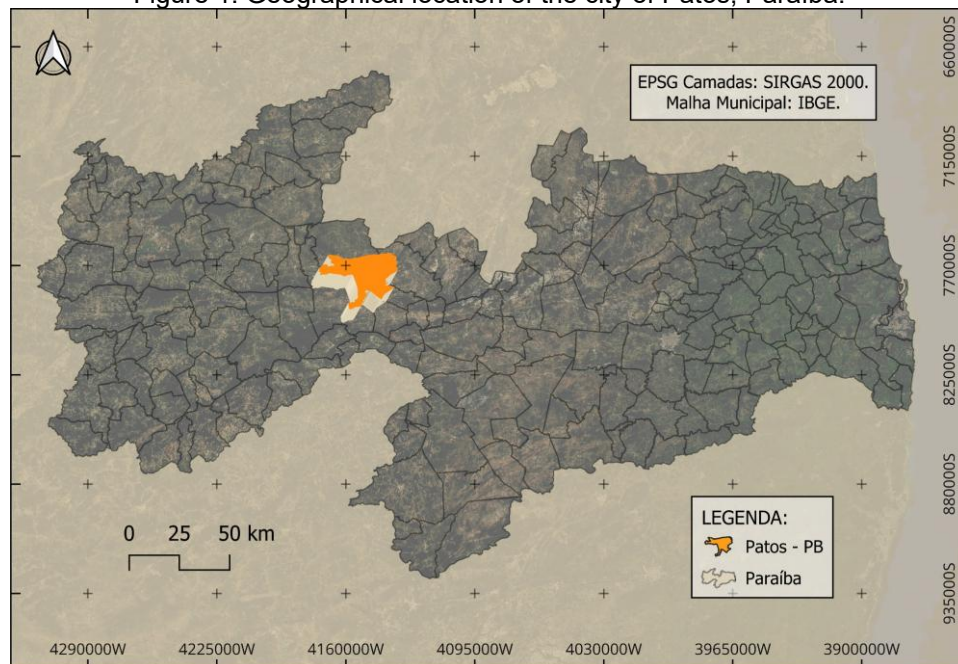 Figure 1. Geographical location of the city of Patos, Paraíba.
EPSG Camadas: SIRGAS 2000.
Malha Municipal: IBGE.
660000S
715000S
770000S
825000S
880000S
935000S
0 25 50 km
LEGENDA:
Patos - PB
Paraíba
4290000W 4225000W 4160000W 4095000W 4030000W 3965000W 3900000W